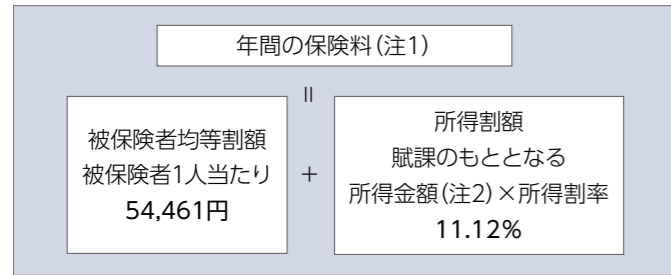 年間の保険料(注1)
=
被保険者均等割額
被保険者1人当たり
54,461円
+
所得割額
賦課のもととなる
所得金額(注2)×所得割率
11.12%